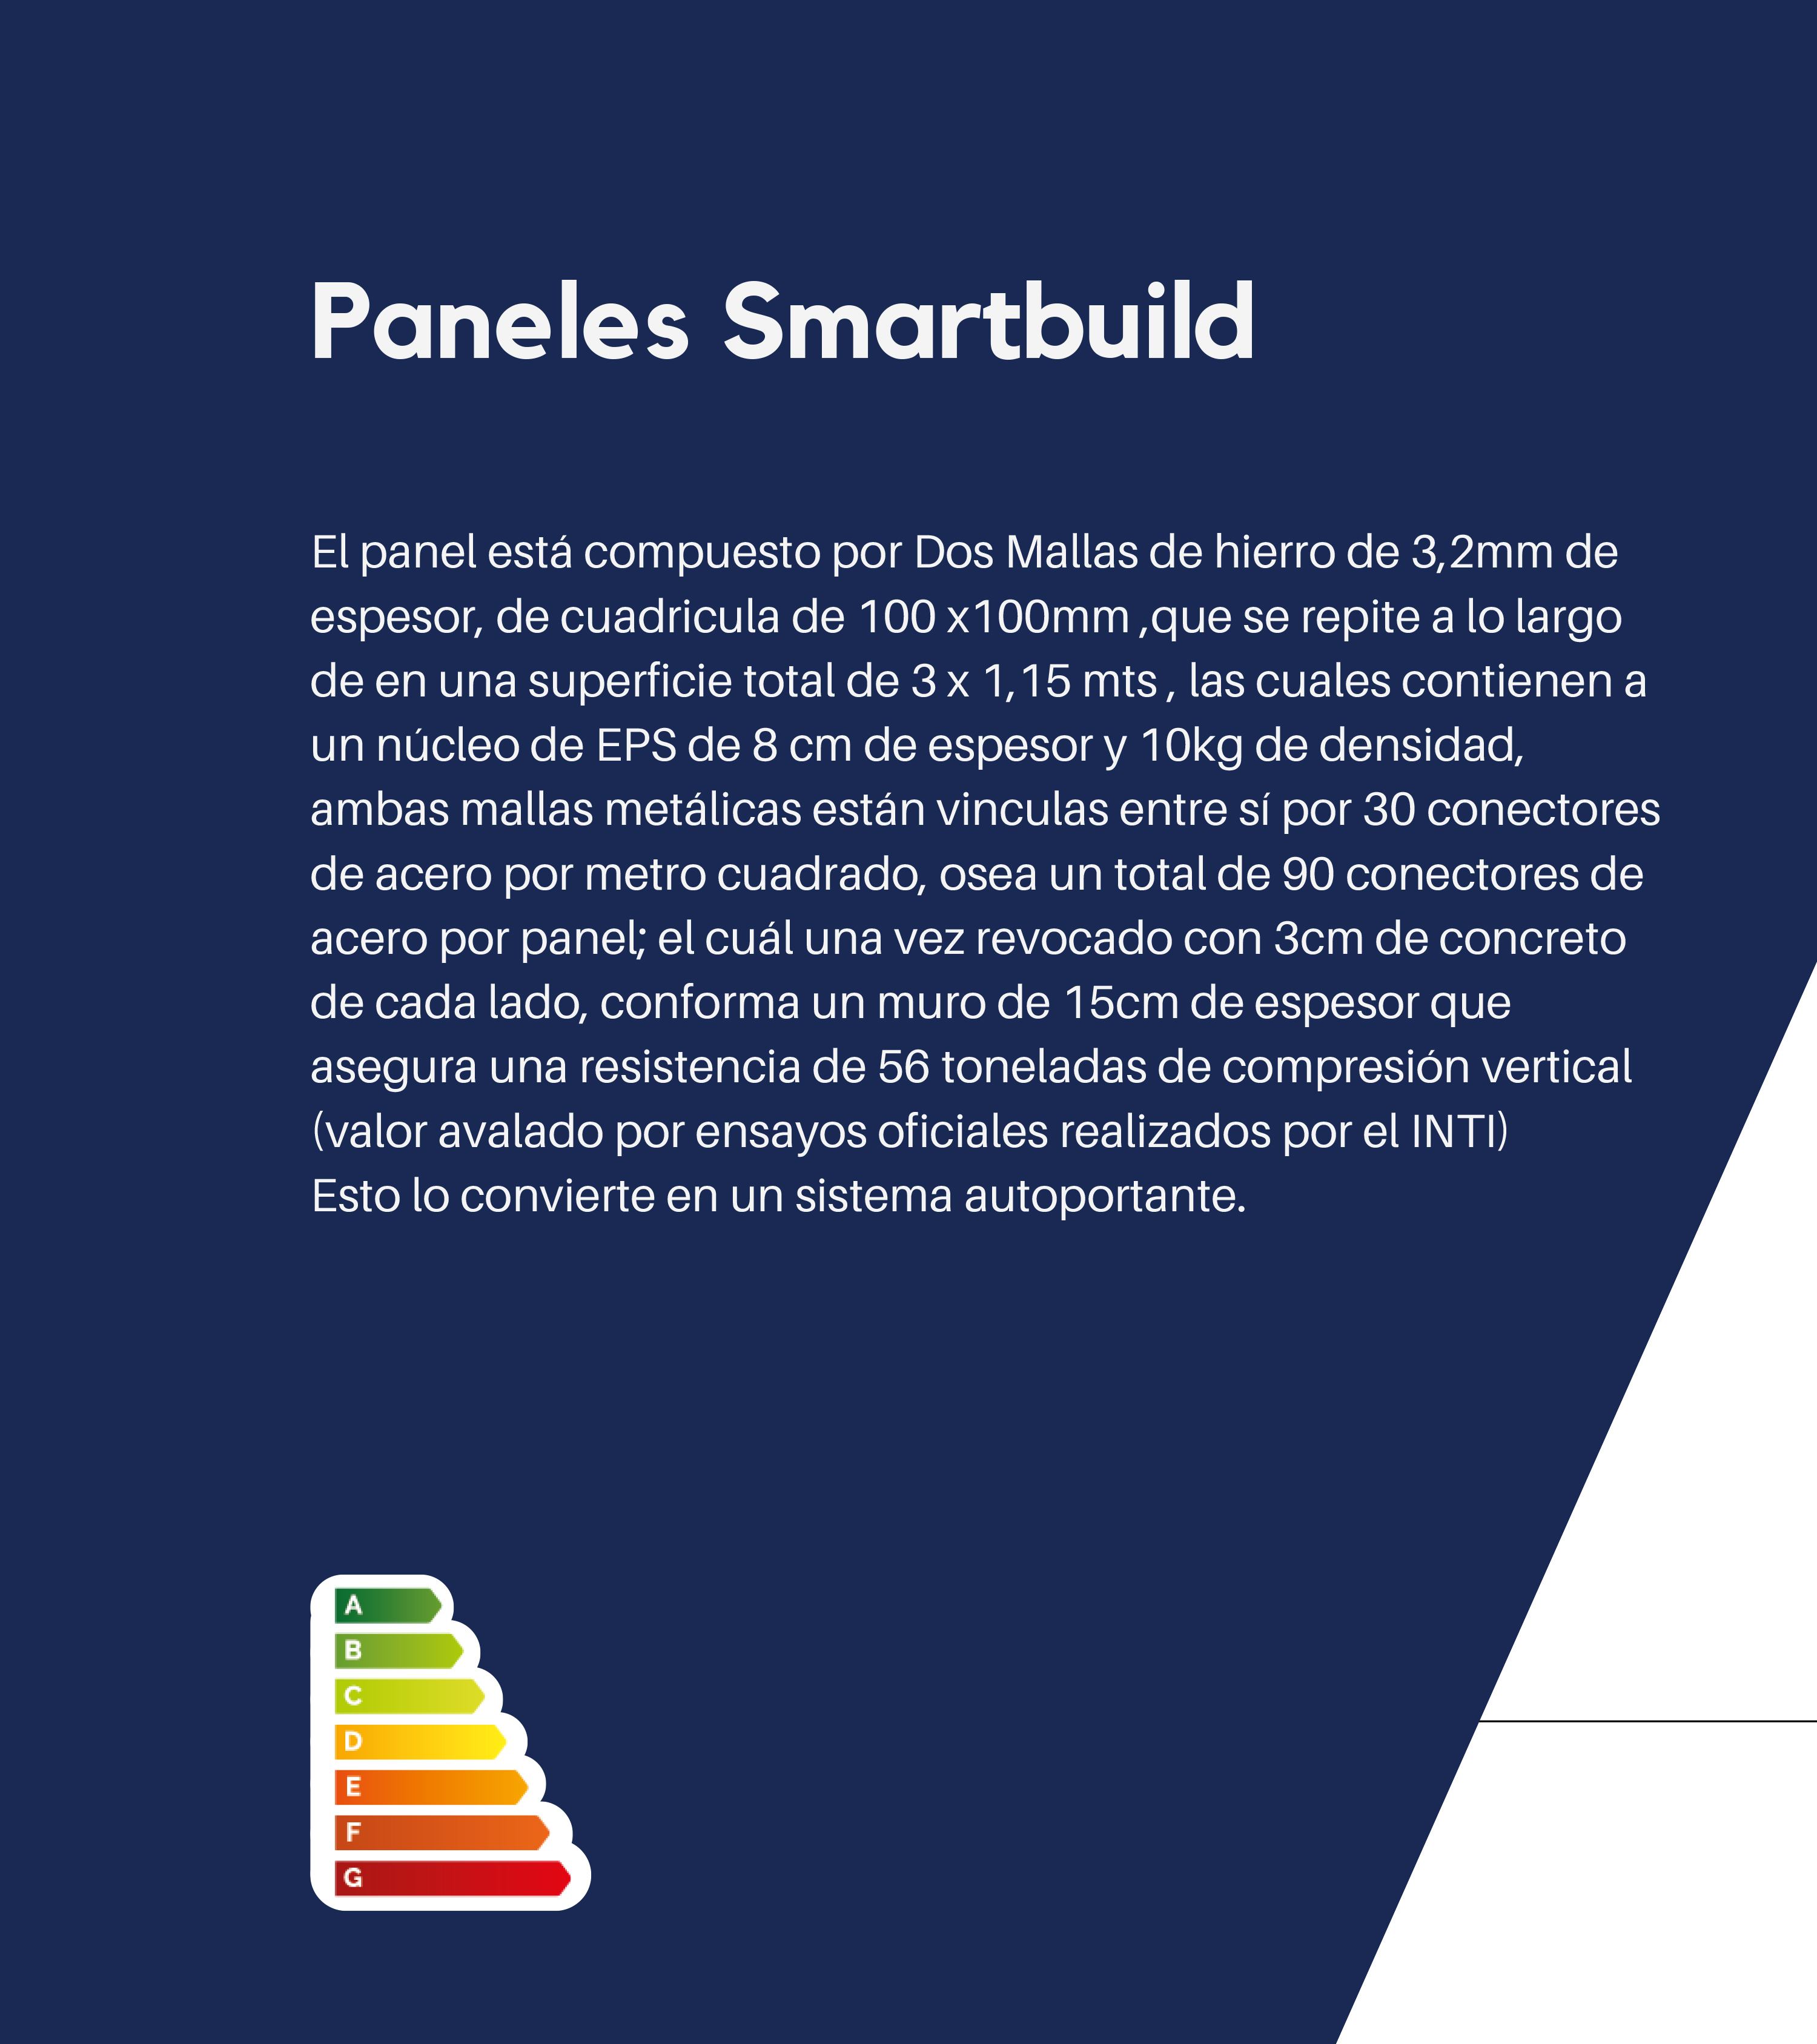 Paneles Smartbuild
El panel está compuesto por Dos Mallas de hierro de 3,2mm de
espesor, de cuadricula de 100 x100mm ,que se repite a lo largo
de en una superficie total de 3 x 1,15 mts , las cuales contienen a
un núcleo de EPS de 8 cm de espesor y 10kg de densidad,
ambas mallas metálicas están vinculas entre sí por 30 conectores
de acero por metro cuadrado, osea un total de 90 conectores de
acero por panel; el cuál una vez revocado con 3cm de concreto
de cada lado, conforma un muro de 15cm de espesor que
asegura una resistencia de 56 toneladas de compresión vertical
(valor avalado por ensayos oficiales realizados por el INTI)
Esto lo convierte en un sistema autoportante.
A
B
C
D
E
F
G